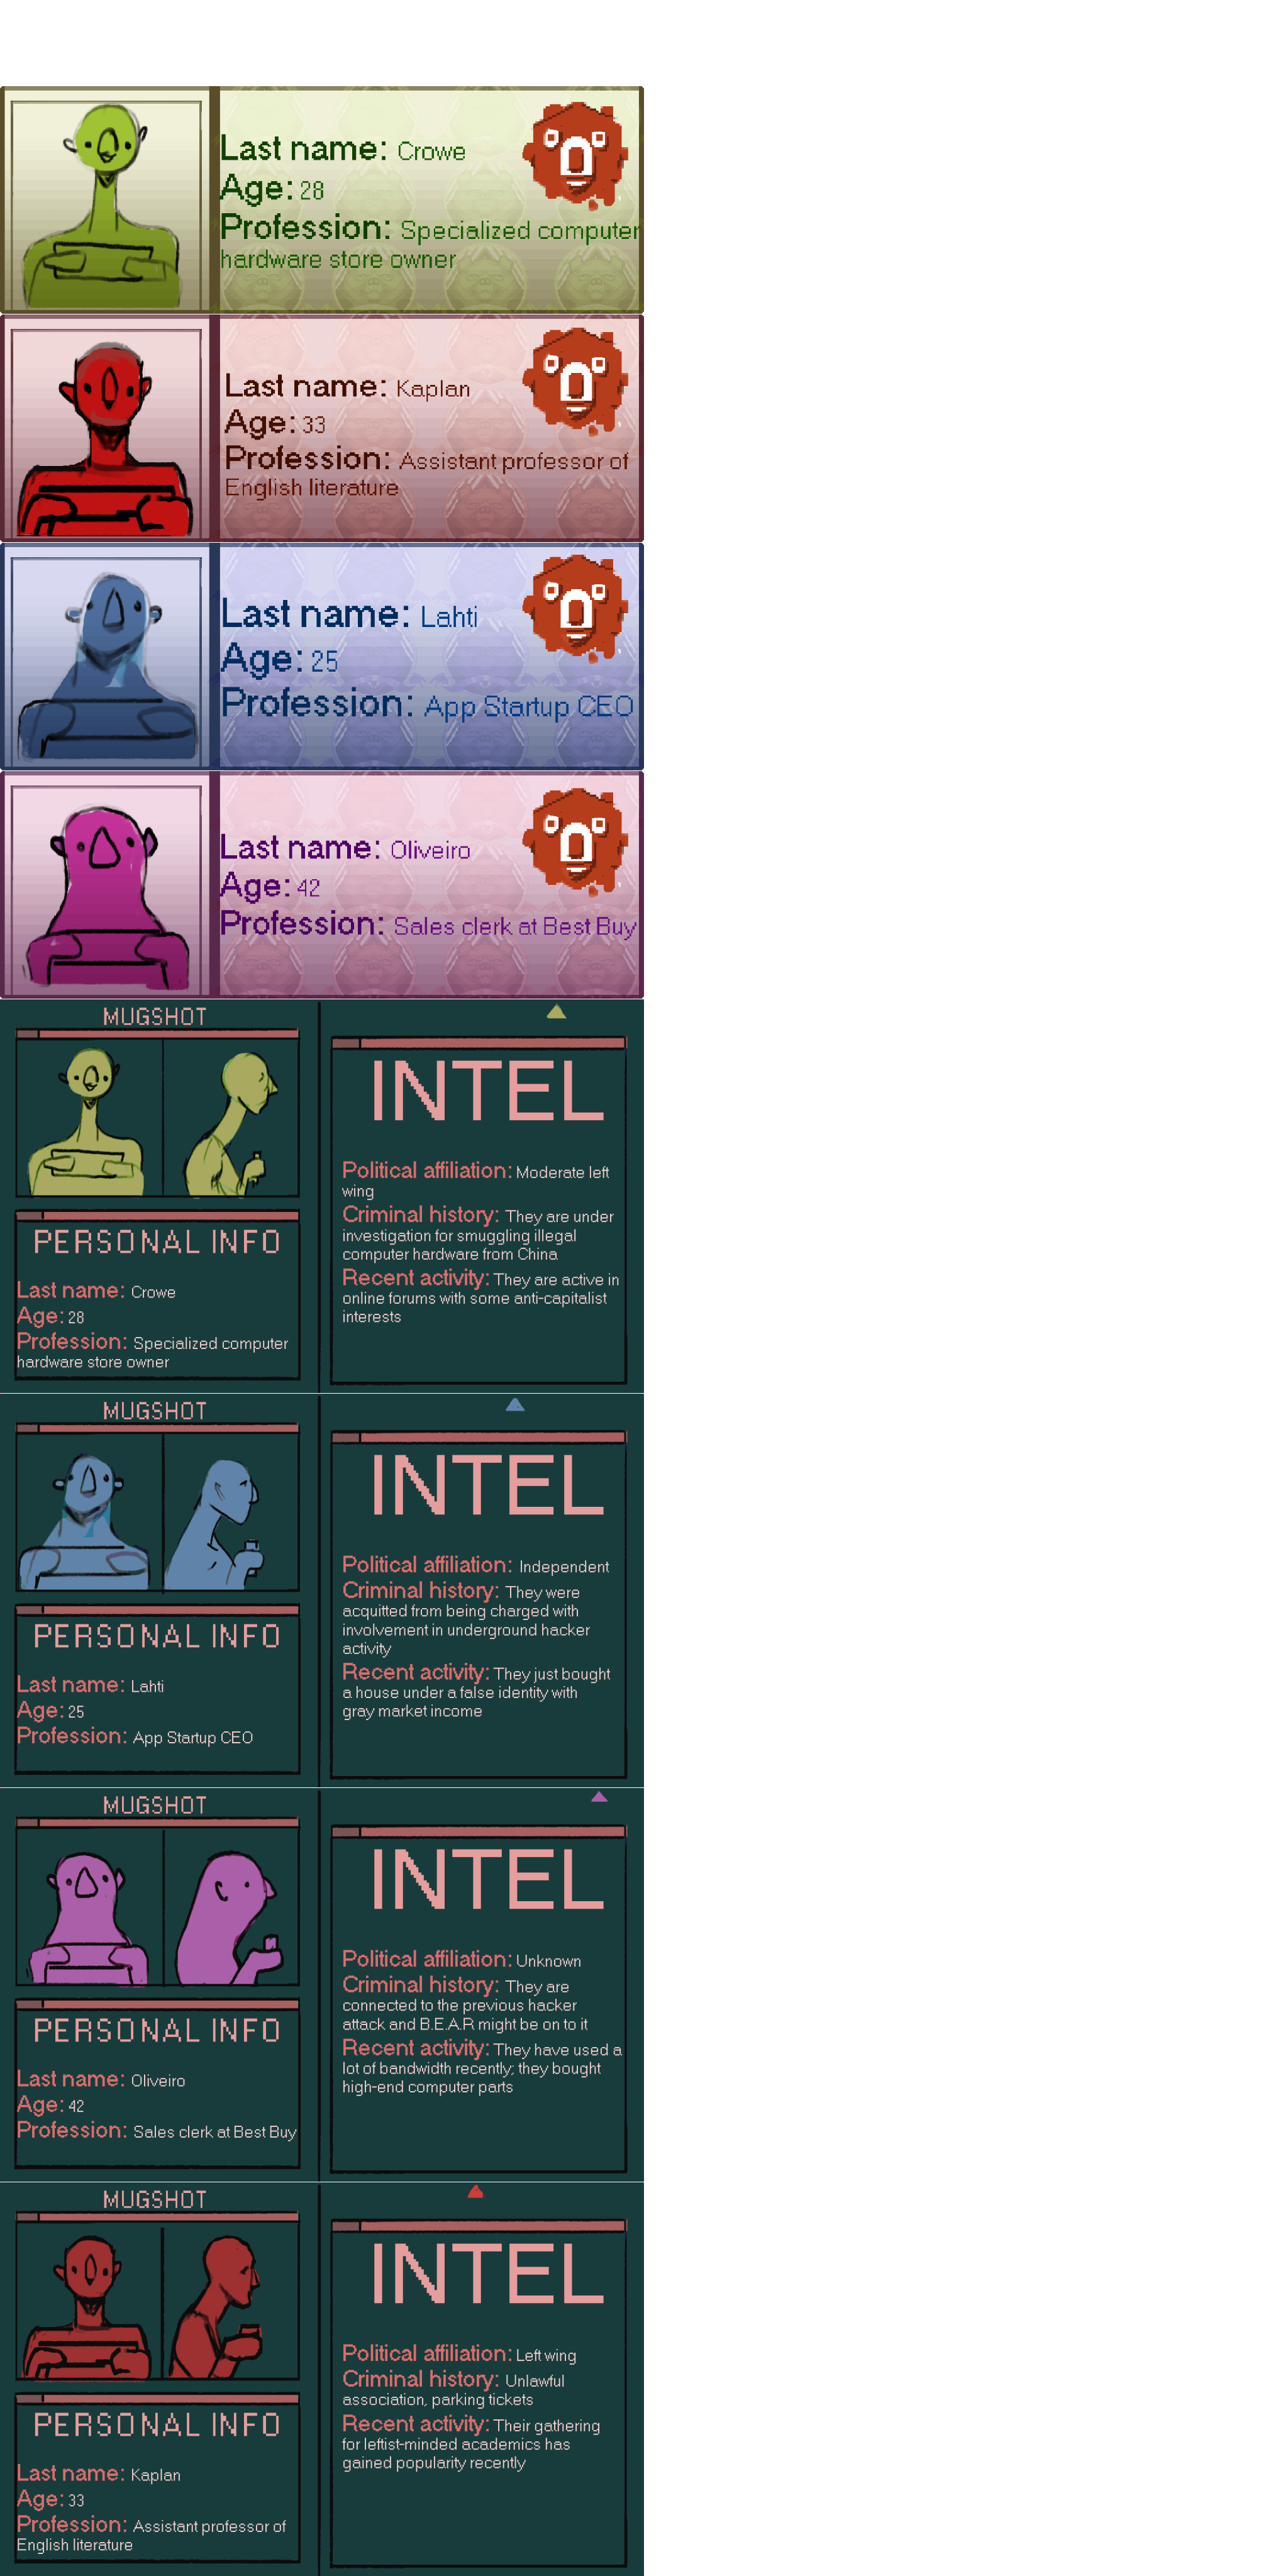 Last name: Crowe
Age: 28
Profession: Specialized computer
hardware store owner
Last name: Kaplan
Age: 33
Profession: Assistant professor of
English literature
Last name: Lahti
Age: 25
Profession: App Startup CEO
Last name: Oliveiro
Age: 42
Profession: Sales clerk at Best Buy
MUGSHOT
PERSONAL INFO
Last name: Crowe
Age: 28
Profession: Specialized computer
hardware store owner
INTEL
Political affiliation: Moderate left
wing
Criminal history: They are under
investigation for smuggling illegal
computer hardware from China
Recent activity: They are active in
online forums with some anti-capitalist
interests
MUGSHOT
PERSONAL INFO
Last name: Lahti
Age: 25
Profession: App Startup CEO
INTEL
Political affiliation: Independent
Criminal history: They were
acquitted from being charged with
involvement in underground hacker
activity
Recent activity: They just bought
a house under a false identity with
gray market income
MUGSHOT
PERSONAL INFO
Last name: Oliveiro
Age: 42
Profession: Sales clerk at Best Buy
INTEL
Political affiliation: Unknown
Criminal history: They are
connected to the previous hacker
attack and B.E.A.R might be on to it
Recent activity: They have used a
lot of bandwidth recently; they bought
high-end computer parts
MUGSHOT
PERSONAL INFO
Last name: Kaplan
Age: 33
Profession: Assistant professor of
English literature
INTEL
Political affiliation: Left wing
Criminal history: Unlawful
association, parking tickets
Recent activity: Their gathering
for leftist-minded academics has
gained popularity recently